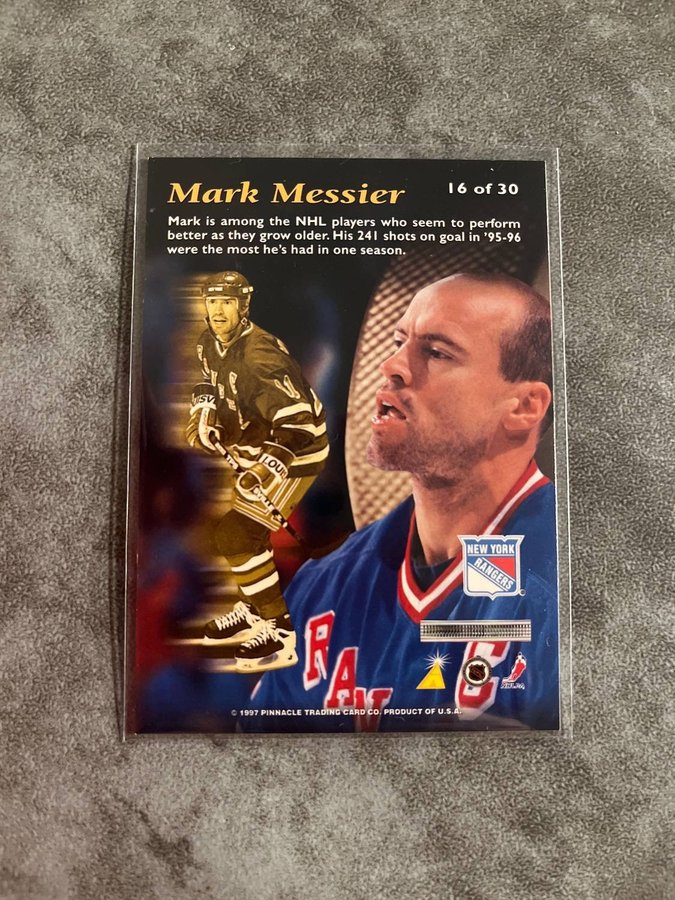 Mark Messier 16 of 30
Mark is among the NHL players who seem to perform
better as they grow older. His 241 shots on goal in '95-96
were the most he's had in one season.
NEW YORK
RANGERS
RAN C
NHLPA
© 1997 PINNACLE TRADING CARD CO. PRODUCT OF U.S.A.